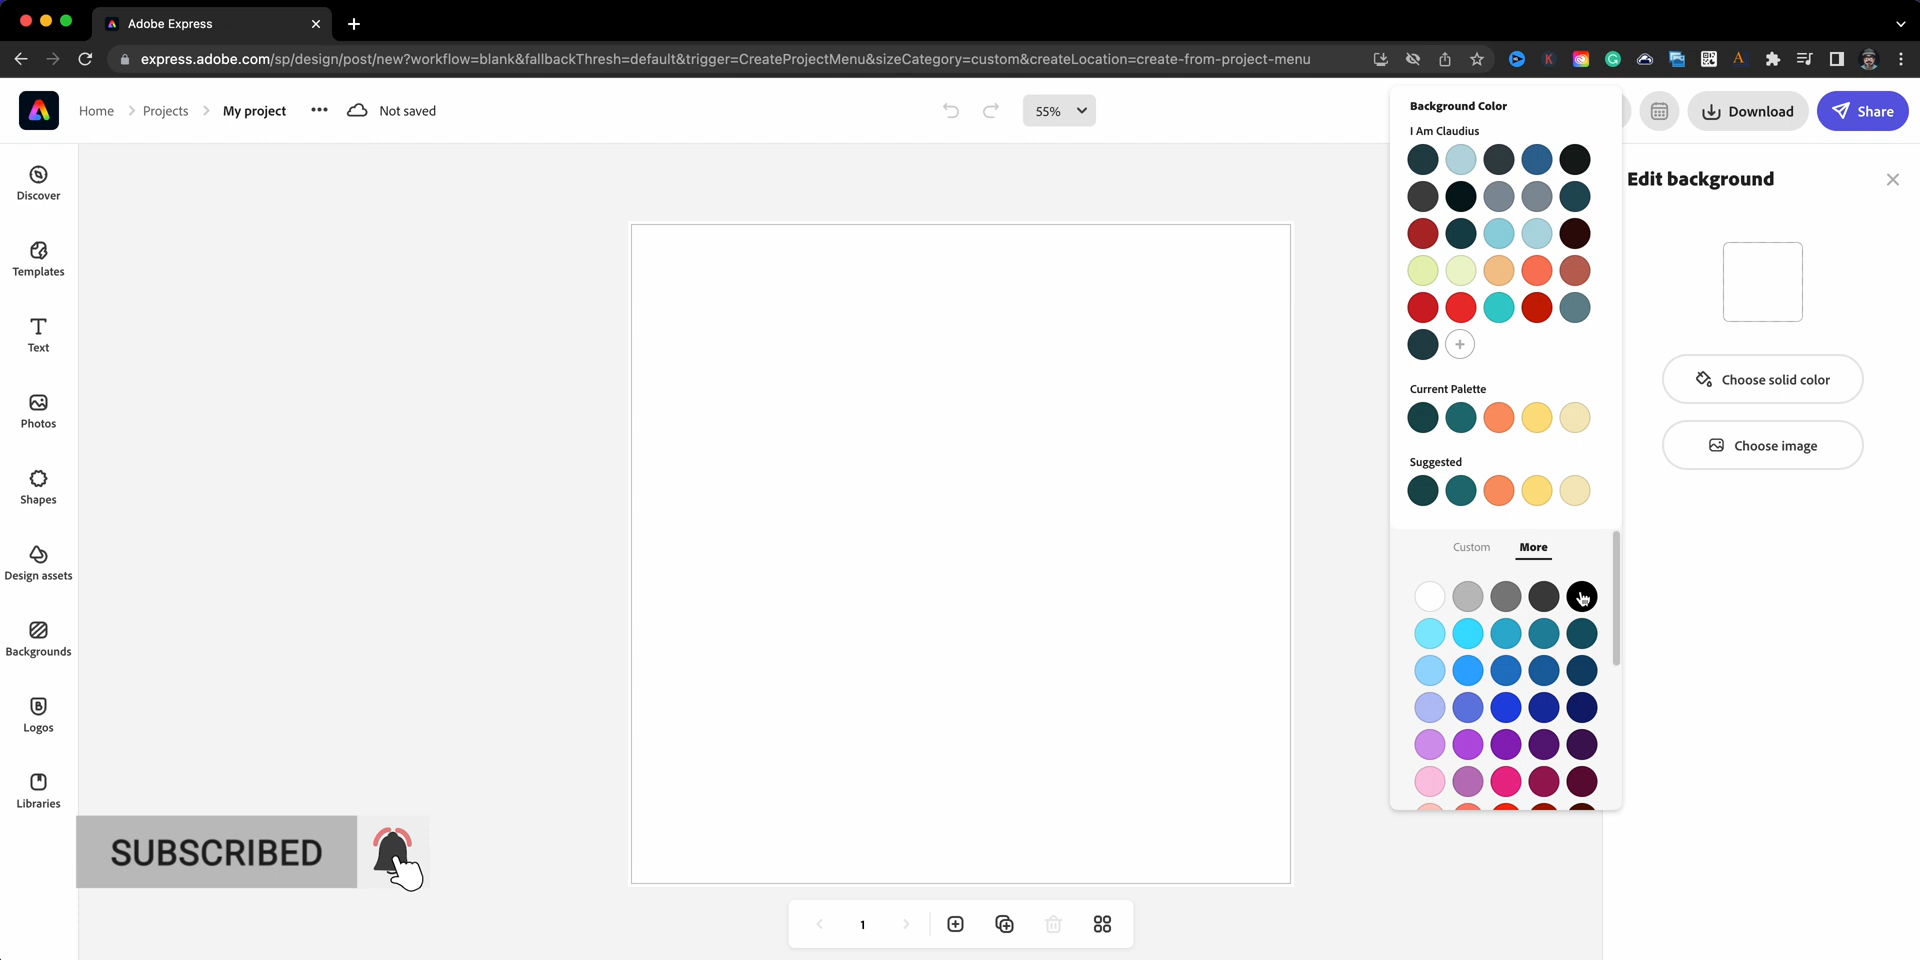 Adobe Express
express.adobe.com/sp/design/post/new?workflow=blank&fallbackThresh=default&trigger=CreateProjectMenu&sizeCategory=custom&createLocation=create-from-project-menu
Home
Projects
My project
Not saved
55%
Download
Share
Discover
Templates
Text
Photos
Shapes
Design assets
Backgrounds
Logos
Libraries
Background Color
I Am Claudius
Current Palette
Suggested
Custom
More
Edit background
Choose solid color
Choose image
SUBSCRIBED
1